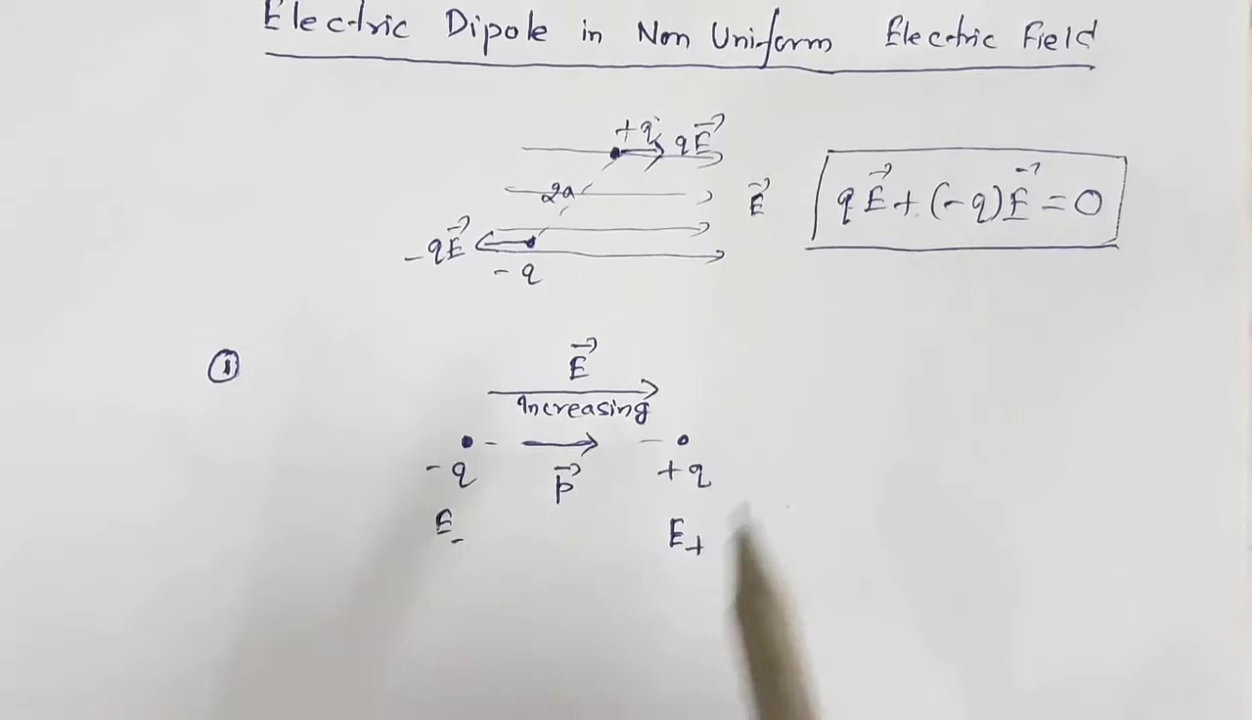 Electric Dipole in Non Uniform Electric Field
+q qE⃗
2a E⃗ qE⃗ + (-q)E⃗ = 0
-qE⃗
-q
① E⃗
Increasing
-q p⃗ +q
E₋ E₊